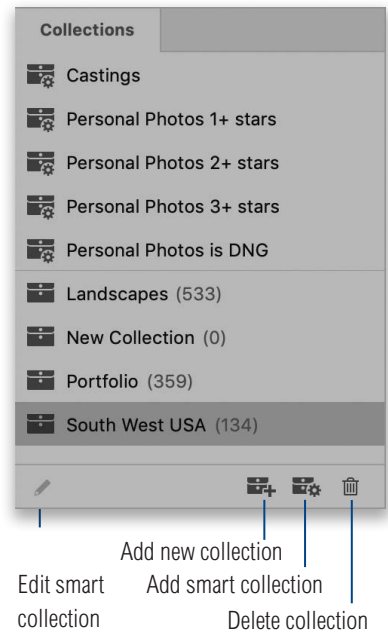 Collections
Castings
Personal Photos 1+ stars
Personal Photos 2+ stars
Personal Photos 3+ stars
Personal Photos is DNG
Landscapes (533)
New Collection (0)
Portfolio (359)
South West USA (134)
Add new collection
Edit smart Add smart collection
collection Delete collection